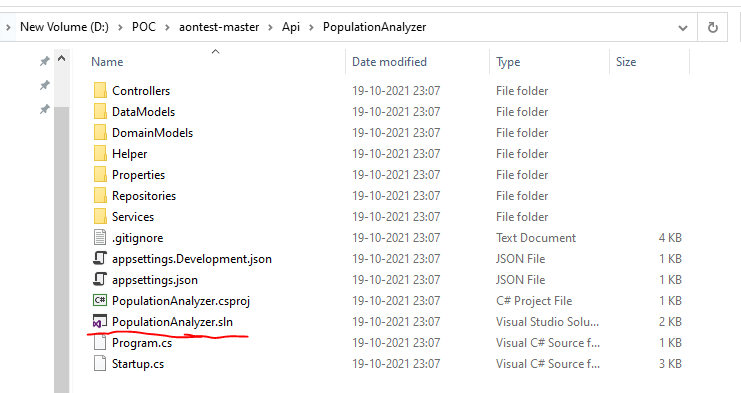 New Volume (D:) > POC > aontest-master > Api > PopulationAnalyzer
Name Date modified Type Size
Controllers 19-10-2021 23:07 File folder
DataModels 19-10-2021 23:07 File folder
DomainModels 19-10-2021 23:07 File folder
Helper 19-10-2021 23:07 File folder
Properties 19-10-2021 23:07 File folder
Repositories 19-10-2021 23:07 File folder
Services 19-10-2021 23:07 File folder
.gitignore 19-10-2021 23:07 Text Document 4 KB
appsettings.Development.json 19-10-2021 23:07 JSON File 1 KB
appsettings.json 19-10-2021 23:07 JSON File 1 KB
C# PopulationAnalyzer.csproj 19-10-2021 23:07 C# Project File 1 KB
PopulationAnalyzer.sln 19-10-2021 23:07 Visual Studio Solu... 2 KB
Program.cs 19-10-2021 23:07 Visual C# Source f... 1 KB
Startup.cs 19-10-2021 23:07 Visual C# Source f... 3 KB